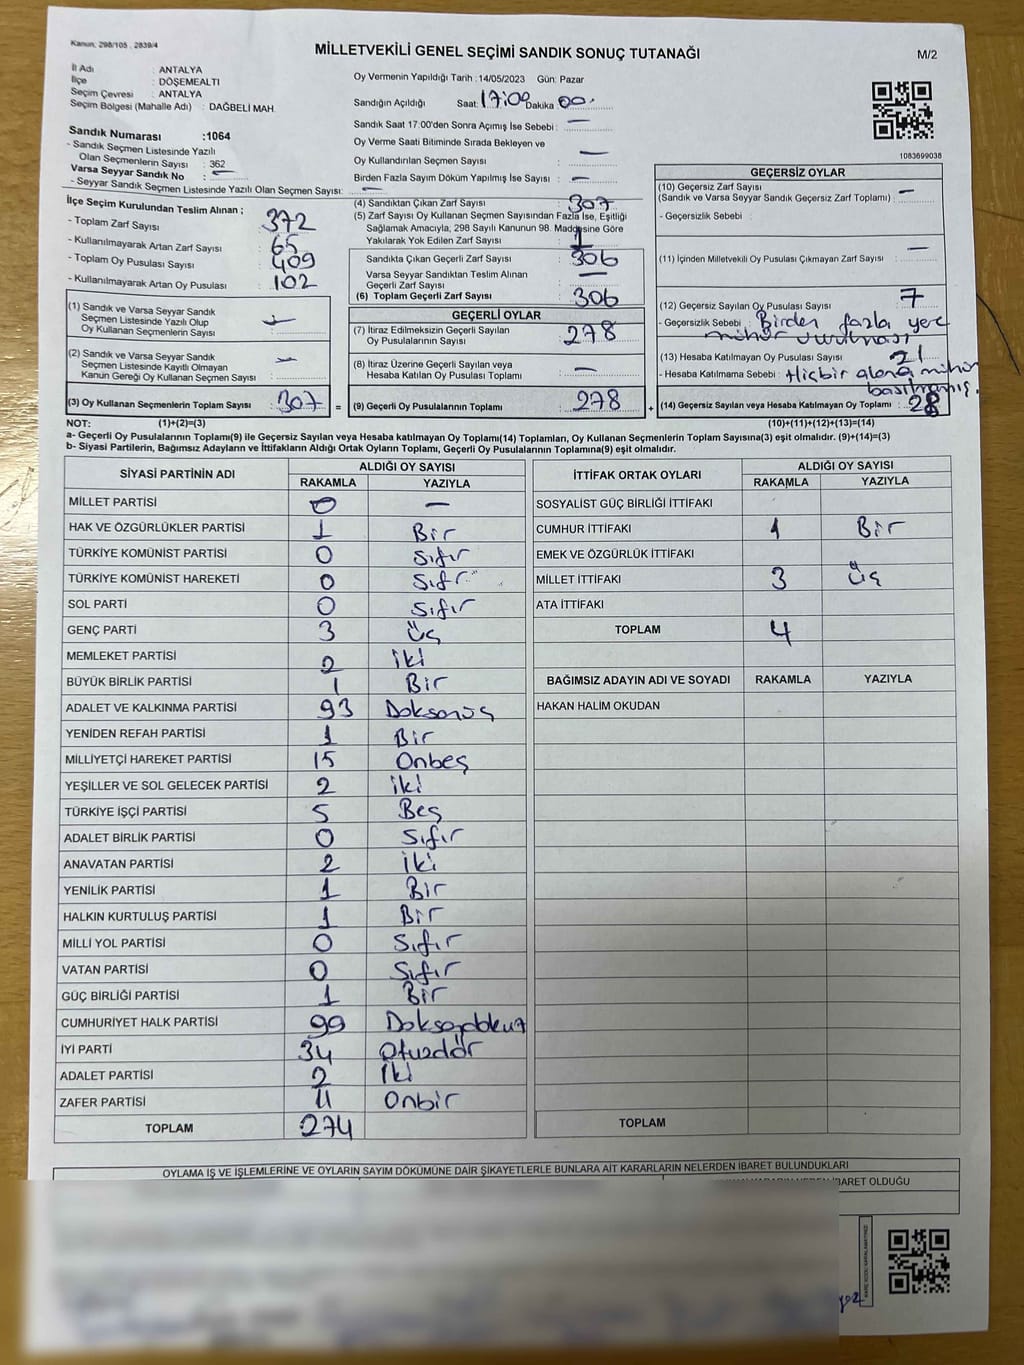 Kanun; 298/105 , 2839/4
MİLLETVEKİLİ GENEL SEÇİMİ SANDIK SONUÇ TUTANAĞI
M/2
İl Adı : ANTALYA
İlçe : DÖŞEMEALTI
Seçim Çevresi : ANTALYA
Seçim Bölgesi (Mahalle Adı) : DAĞBELİ MAH.
Sandık Numarası :1064
- Sandık Seçmen Listesinde Yazılı
Olan Seçmenlerin Sayısı : 362
Varsa Seyyar Sandık No : —
- Seyyar Sandık Seçmen Listesinde Yazılı Olan Seçmen Sayısı: —
Oy Vermenin Yapıldığı Tarih :14/05/2023 Gün: Pazar
Sandığın Açıldığı Saat: 17:00 Dakika 00.
Sandık Saat 17:00'den Sonra Açılmış İse Sebebi : —
Oy Verme Saati Bitiminde Sırada Bekleyen ve
Oy Kullandırılan Seçmen Sayısı : —
Birden Fazla Sayım Döküm Yapılmış İse Sayısı : —
1083699038
İlçe Seçim Kurulundan Teslim Alınan ;
- Toplam Zarf Sayısı : 372
- Kullanılmayarak Artan Zarf Sayısı : 65
- Toplam Oy Pusulası Sayısı : 409
- Kullanılmayarak Artan Oy Pusulası : 102
(1) Sandık ve Varsa Seyyar Sandık
Seçmen Listesinde Yazılı Olup
Oy Kullanan Seçmenlerin Sayısı :
(2) Sandık ve Varsa Seyyar Sandık
Seçmen Listesinde Kayıtlı Olmayan
Kanun Gereği Oy Kullanan Seçmen Sayısı : —
(3) Oy Kullanan Seçmenlerin Toplam Sayısı : 307
(4) Sandıktan Çıkan Zarf Sayısı : 307
(5) Zarf Sayısı Oy Kullanan Seçmen Sayısından Fazla İse, Eşitliği
Sağlamak Amacıyla, 298 Sayılı Kanunun 98. Maddesine Göre
Yakılarak Yok Edilen Zarf Sayısı : 1
Sandıkta Çıkan Geçerli Zarf Sayısı : 306
Varsa Seyyar Sandıktan Teslim Alınan
Geçerli Zarf Sayısı : —
(6) Toplam Geçerli Zarf Sayısı : 306
GEÇERLİ OYLAR
(7) İtiraz Edilmeksizin Geçerli Sayılan
Oy Pusulalarının Sayısı : 278
(8) İtiraz Üzerine Geçerli Sayılan veya
Hesaba Katılan Oy Pusulası Toplamı : —
= (9) Geçerli Oy Pusulalarının Toplamı : 278
GEÇERSİZ OYLAR
(10) Geçersiz Zarf Sayısı
(Sandık ve Varsa Seyyar Sandık Geçersiz Zarf Toplamı) : —
- Geçersizlik Sebebi :
(11) İçinden Milletvekili Oy Pusulası Çıkmayan Zarf Sayısı : —
(12) Geçersiz Sayılan Oy Pusulası Sayısı : 7
- Geçersizlik Sebebi : Birden fazla yere
mühür vurulması
(13) Hesaba Katılmayan Oy Pusulası Sayısı : 21
- Hesaba Katılmama Sebebi : Hiçbir alana mühür
basılmamış.
+ (14) Geçersiz Sayılan veya Hesaba Katılmayan Oy Toplamı : 28
NOT: (1)+(2)=(3) (10)+(11)+(12)+(13)=(14)
a- Geçerli Oy Pusulalarının Toplamı(9) ile Geçersiz Sayılan veya Hesaba katılmayan Oy Toplamı(14) Toplamları, Oy Kullanan Seçmenlerin Toplam Sayısına(3) eşit olmalıdır. (9)+(14)=(3)
b- Siyasi Partilerin, Bağımsız Adayların ve İttifakların Aldığı Ortak Oyların Toplamı, Geçerli Oy Pusulalarının Toplamına(9) eşit olmalıdır.
SİYASİ PARTİNİN ADI ALDIĞI OY SAYISI
RAKAMLA YAZIYLA
MİLLET PARTİSİ 0 —
HAK VE ÖZGÜRLÜKLER PARTİSİ 1 Bir
TÜRKİYE KOMÜNİST PARTİSİ 0 Sıfır
TÜRKİYE KOMÜNİST HAREKETİ 0 Sıfır
SOL PARTİ 0 Sıfır
GENÇ PARTİ 3 Üç
MEMLEKET PARTİSİ 2 İki
BÜYÜK BİRLİK PARTİSİ 1 Bir
ADALET VE KALKINMA PARTİSİ 93 Doksanüç
YENİDEN REFAH PARTİSİ 1 Bir
MİLLİYETÇİ HAREKET PARTİSİ 15 Onbeş
YEŞİLLER VE SOL GELECEK PARTİSİ 2 İki
TÜRKİYE İŞÇİ PARTİSİ 5 Beş
ADALET BİRLİK PARTİSİ 0 Sıfır
ANAVATAN PARTİSİ 2 İki
YENİLİK PARTİSİ 1 Bir
HALKIN KURTULUŞ PARTİSİ 1 Bir
MİLLİ YOL PARTİSİ 0 Sıfır
VATAN PARTİSİ 0 Sıfır
GÜÇ BİRLİĞİ PARTİSİ 1 Bir
CUMHURİYET HALK PARTİSİ 99 Doksandokuz
İYİ PARTİ 34 Otuzdör
ADALET PARTİSİ 2 İki
ZAFER PARTİSİ 11 Onbir
TOPLAM 274
İTTİFAK ORTAK OYLARI ALDIĞI OY SAYISI
RAKAMLA YAZIYLA
SOSYALİST GÜÇ BİRLİĞİ İTTİFAKI
CUMHUR İTTİFAKI 1 Bir
EMEK VE ÖZGÜRLÜK İTTİFAKI
MİLLET İTTİFAKI 3 Üç
ATA İTTİFAKI
TOPLAM 4
BAĞIMSIZ ADAYIN ADI VE SOYADI RAKAMLA YAZIYLA
HAKAN HALİM OKUDAN
TOPLAM
OYLAMA İŞ VE İŞLEMLERİNE VE OYLARIN SAYIM DÖKÜMÜNE DAİR ŞİKAYETLERLE BUNLARA AİT KARARLARIN NELERDEN İBARET BULUNDUKLARI
İBARET OLDUĞU